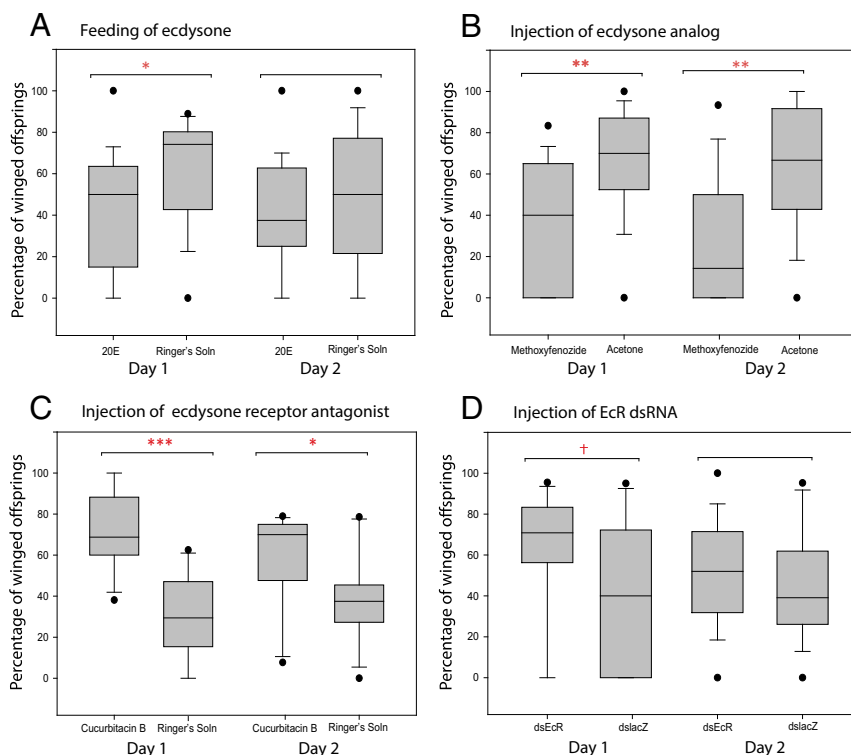 A Feeding of ecdysone
Percentage of winged offsprings
100
80
60
40
20
0
*
20E Ringer's Soln 20E Ringer's Soln
Day 1 Day 2
B Injection of ecdysone analog
Percentage of winged offsprings
100
80
60
40
20
0
** **
Methoxyfenozide Acetone Methoxyfenozide Acetone
Day 1 Day 2
C Injection of ecdysone receptor antagonist
Percentage of winged offsprings
100
80
60
40
20
0
*** *
Cucurbitacin B Ringer's Soln Cucurbitacin B Ringer's Soln
Day 1 Day 2
D Injection of EcR dsRNA
Percentage of winged offsprings
100
80
60
40
20
0
†
dsEcR dslacZ dsEcR dslacZ
Day 1 Day 2